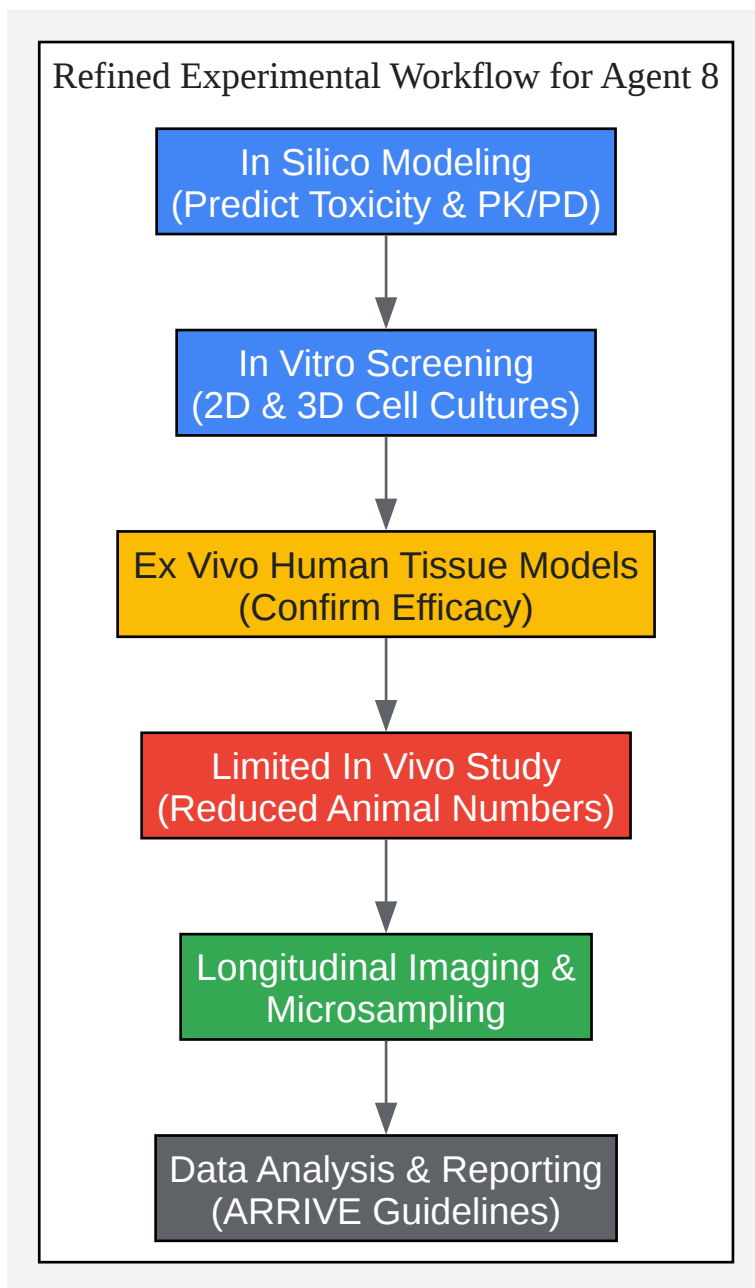 Refined Experimental Workflow for Agent 8
In Silico Modeling
(Predict Toxicity & PK/PD)
In Vitro Screening
(2D & 3D Cell Cultures)
Ex Vivo Human Tissue Models
(Confirm Efficacy)
Limited In Vivo Study
(Reduced Animal Numbers)
Longitudinal Imaging &
Microsampling
Data Analysis & Reporting
(ARRIVE Guidelines)